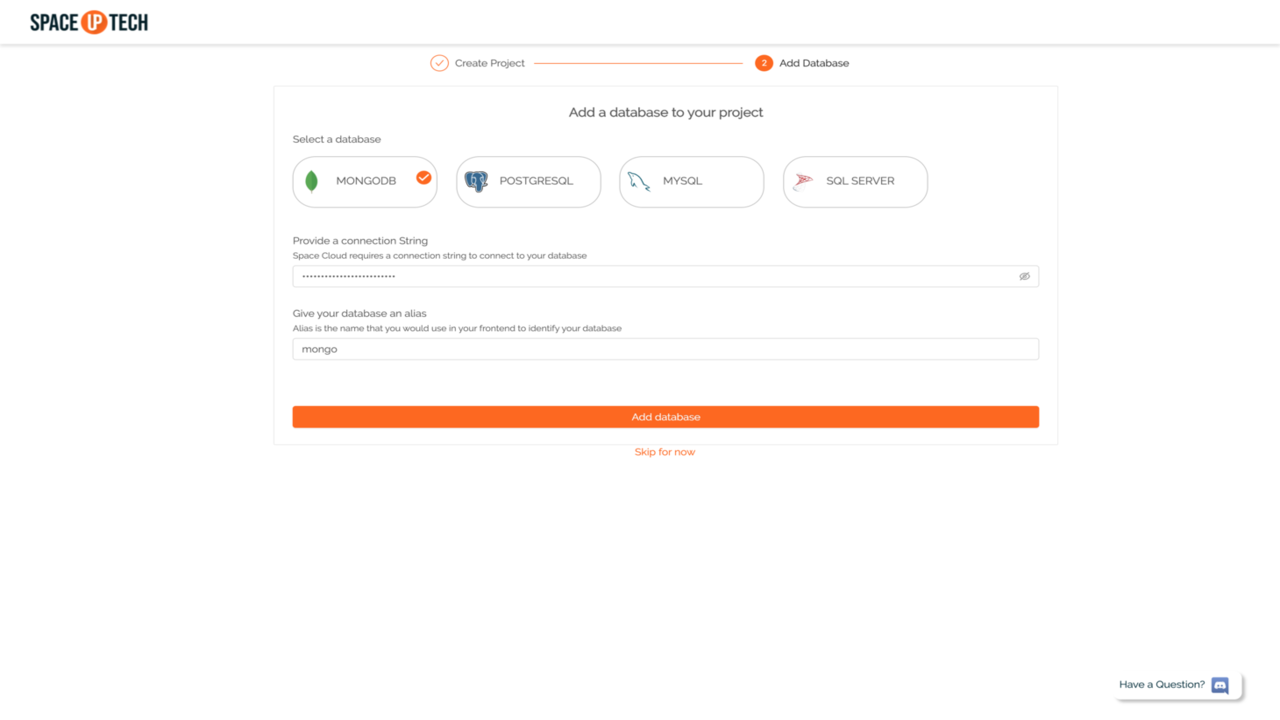 SPACE UP TECH
Create Project
2 Add Database
Add a database to your project
Select a database
MONGODB POSTGRESQL MYSQL SQL SERVER
Provide a connection String
Space Cloud requires a connection string to connect to your database
Give your database an alias
Alias is the name that you would use in your frontend to identify your database
mongo
Add database
Skip for now
Have a Question?